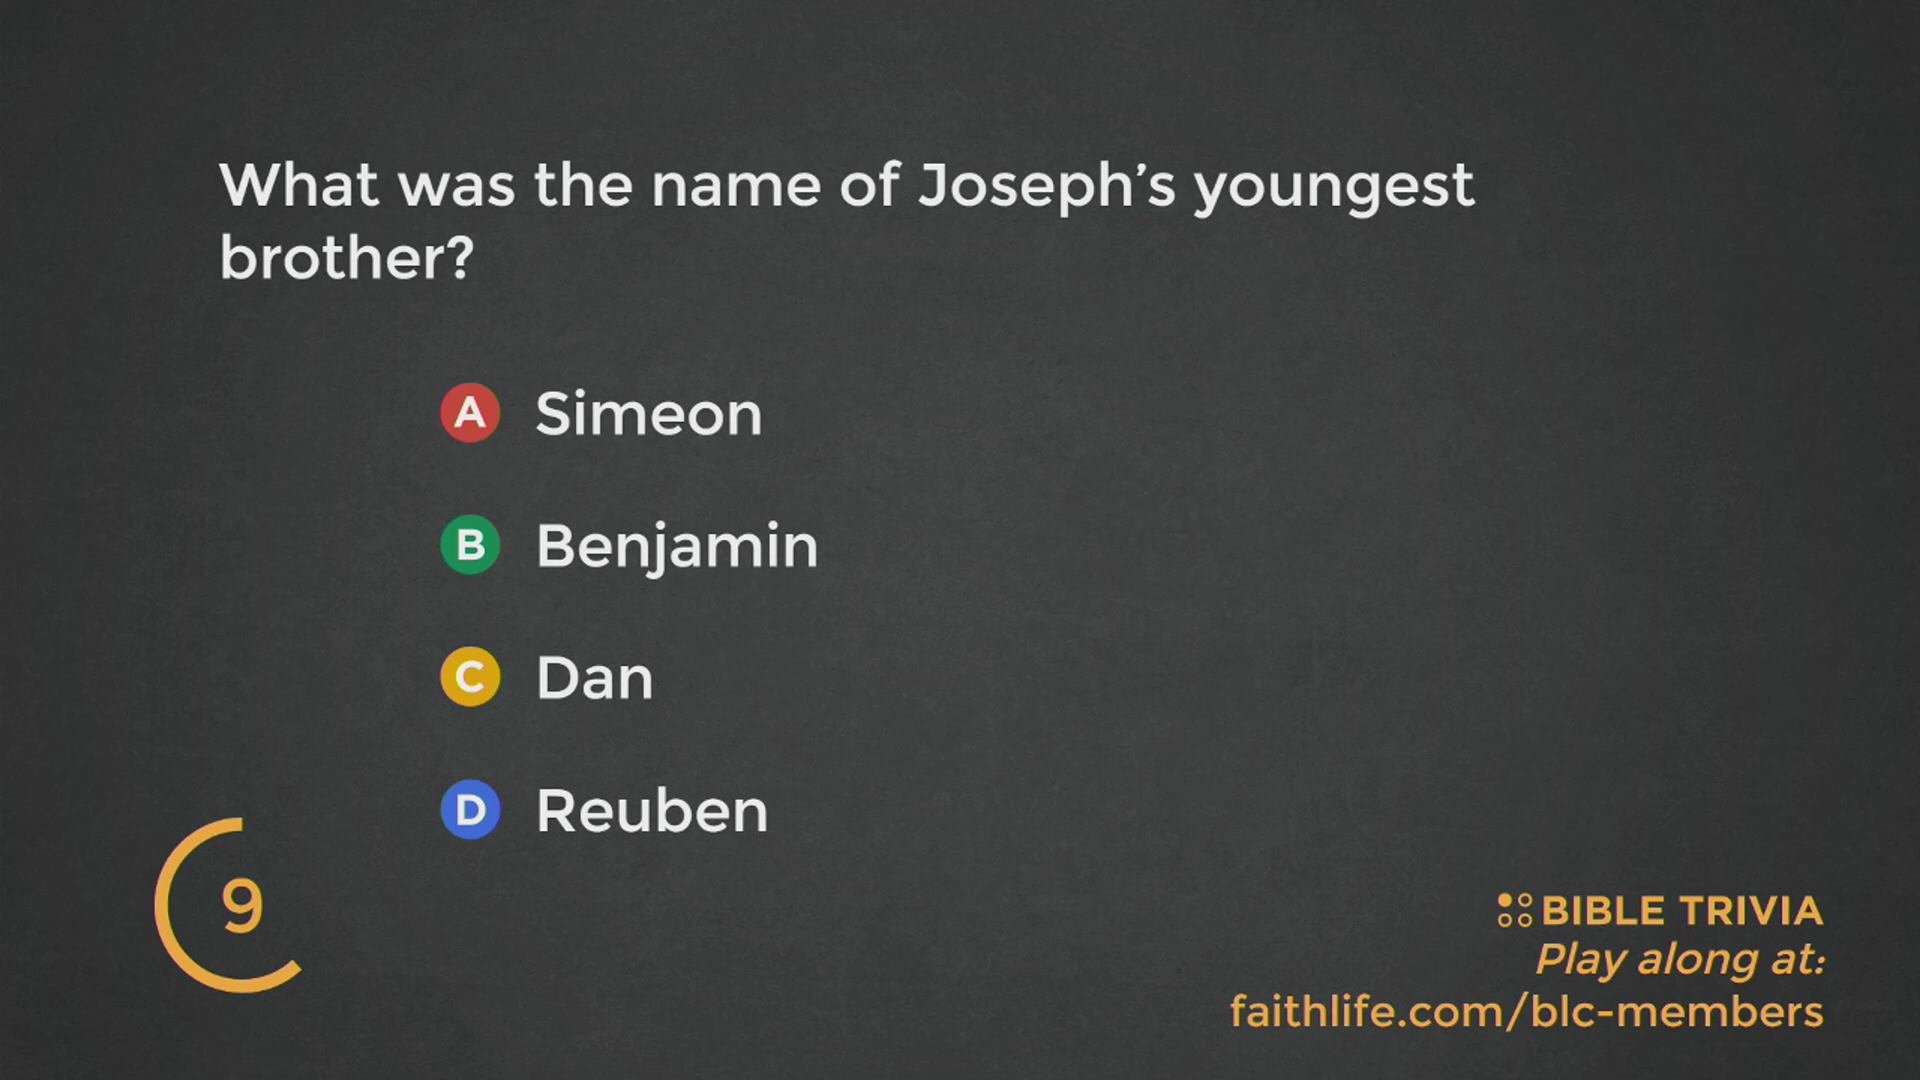 What was the name of Joseph’s youngest
brother?
A Simeon
B Benjamin
C Dan
D Reuben
9
BIBLE TRIVIA
Play along at:
faithlife.com/blc-members